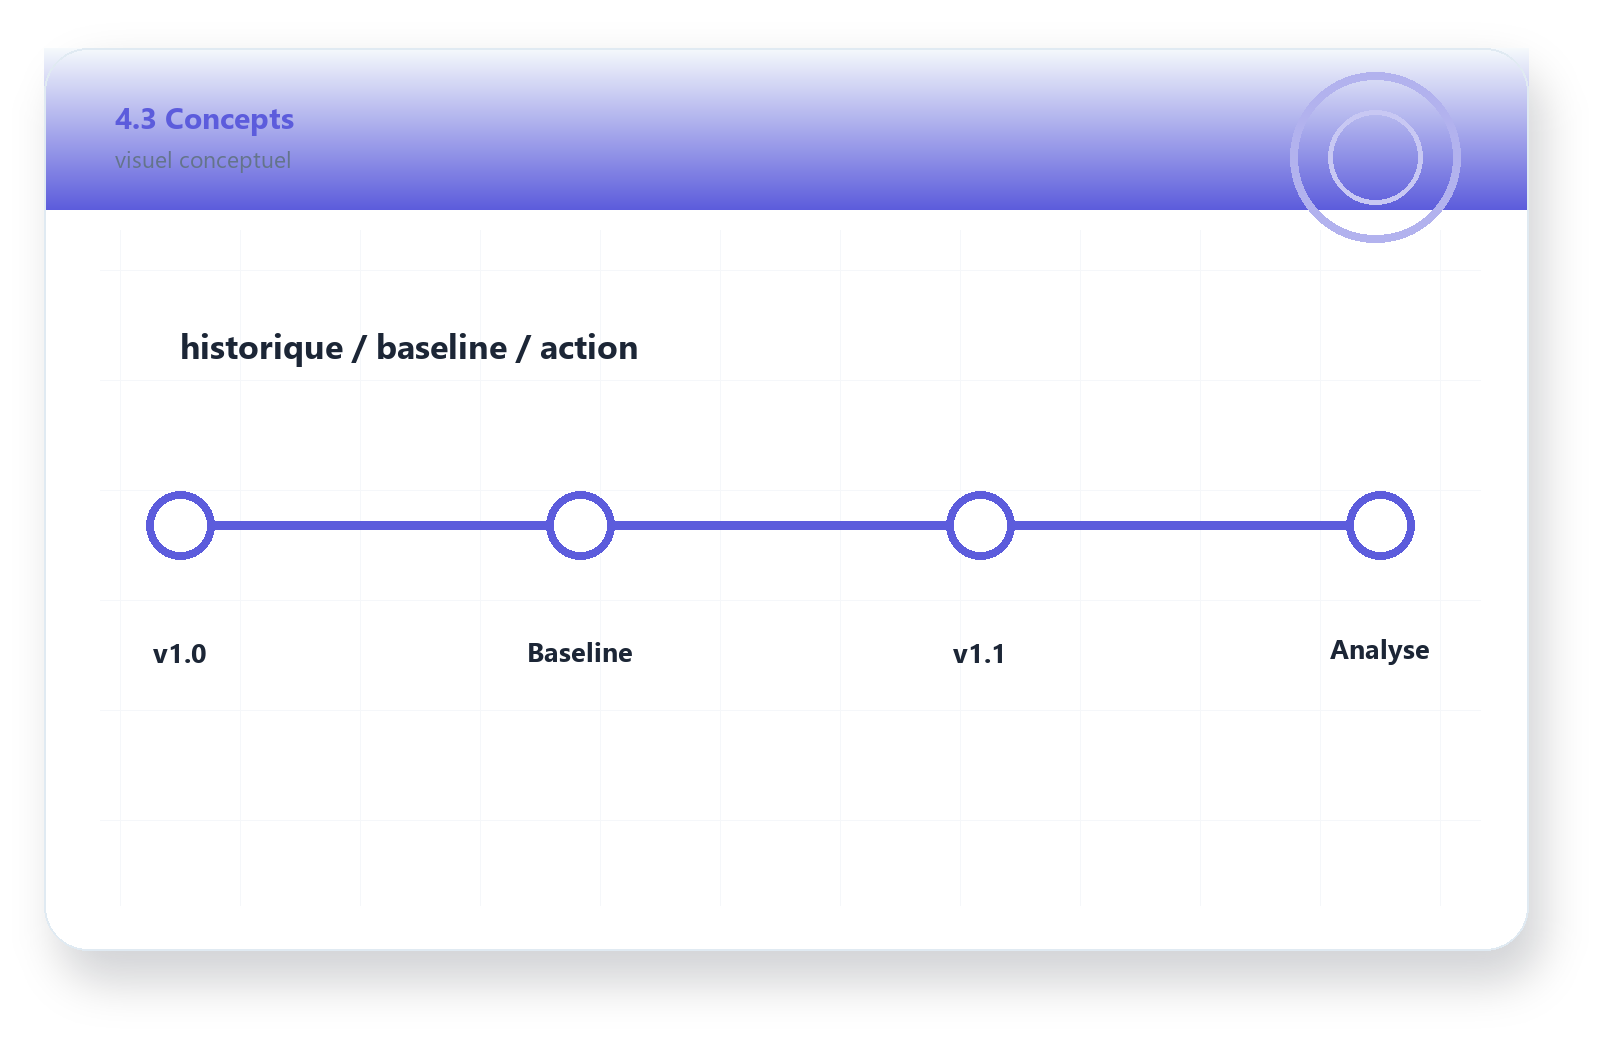 4.3 Concepts
visuel conceptuel
historique / baseline / action
v1.0
Baseline
v1.1
Analyse